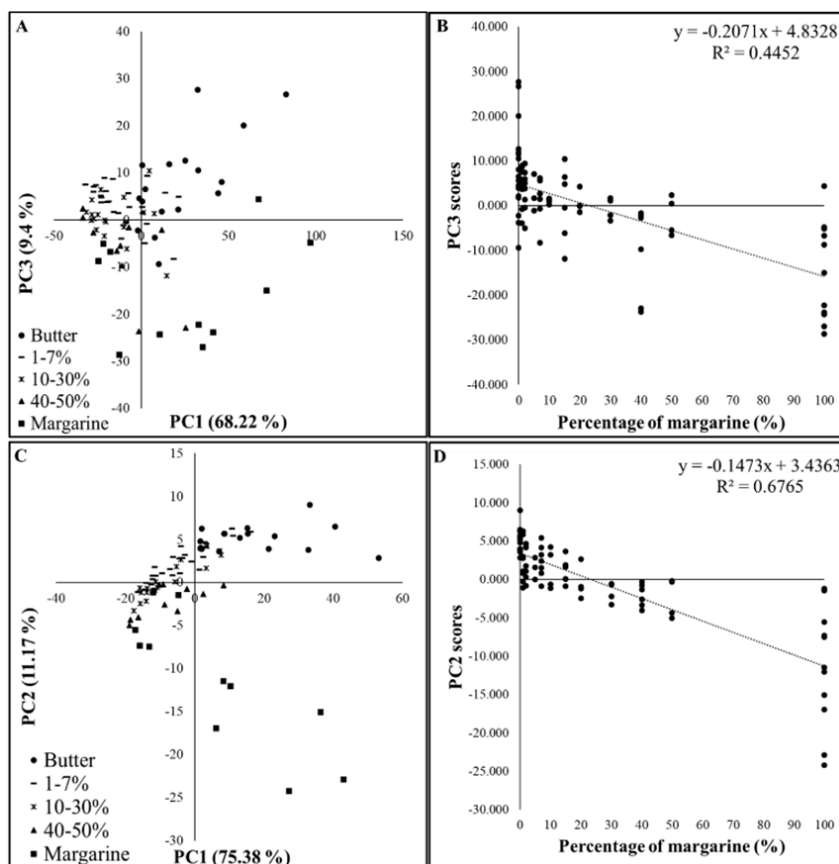 A
40
30
20
10
0
-10
-20
-30
-40
-50
0
50
100
150
PC3 (9.4 %)
PC1 (68.22 %)
Butter
1-7%
10-30%
40-50%
Margarine
B
y = -0.2071x + 4.8328
R² = 0.4452
40.000
30.000
20.000
10.000
0.000
-10.000
-20.000
-30.000
-40.000
PC3 scores
0 10 20 30 40 50 60 70 80 90 100
Percentage of margarine (%)
C
15
10
5
0
-5
-10
-15
-20
-25
-30
-40
-20
0
20
40
60
PC2 (11.17 %)
PC1 (75.38 %)
Butter
1-7%
10-30%
40-50%
Margarine
D
y = -0.1473x + 3.4363
R² = 0.6765
15.000
10.000
5.000
0.000
-5.000
-10.000
-15.000
-20.000
-25.000
-30.000
PC2 scores
0 10 20 30 40 50 60 70 80 90 100
Percentage of margarine (%)